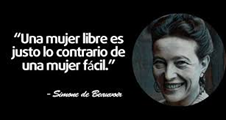 “Una mujer libre es
justo lo contrario de
una mujer fácil.”
- Simone de Beauvoir